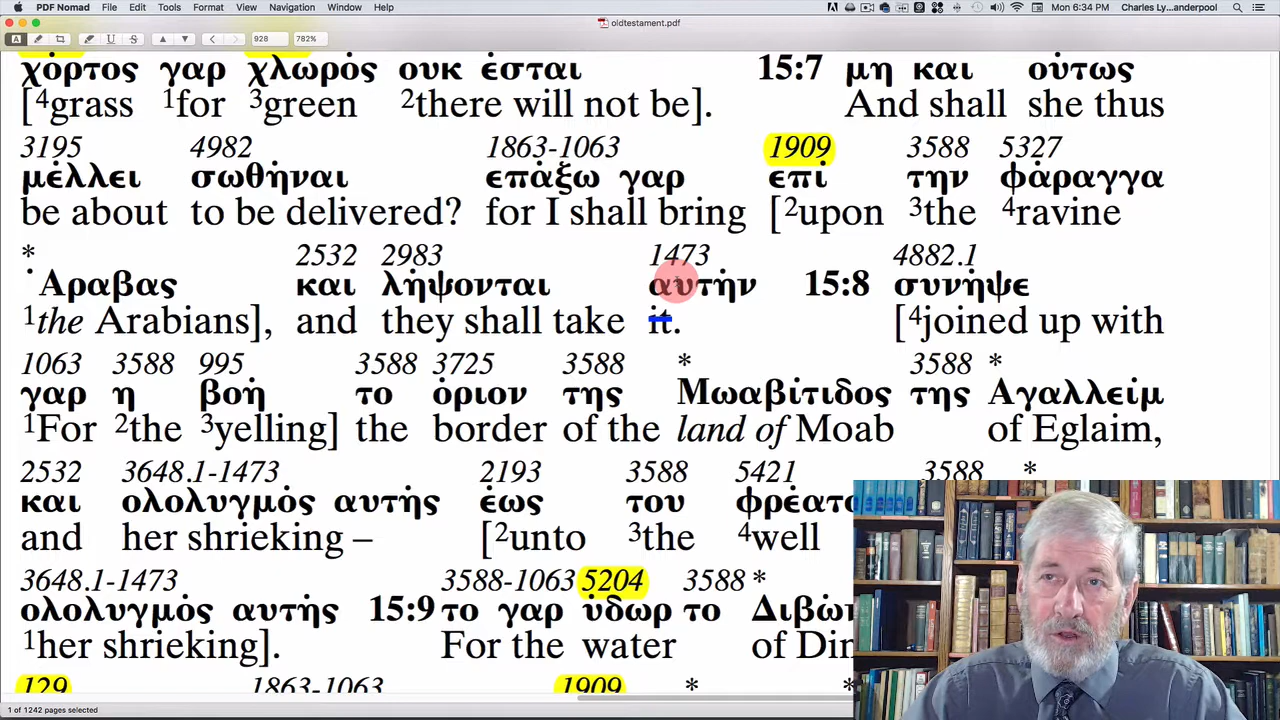 PDF Nomad File Edit Tools Format View Navigation Window Help Mon 6:34 PM Charles Ly...anderpool
oldtestament.pdf
928 782%
χόρτος γαρ χλωρός ουκ έσται 15:7 μη και ούτως
[4grass 1for 3green 2there will not be]. And shall she thus
3195 4982 1863-1063 1909 3588 5327
μέλλει σωθήναι επάξω γαρ επί την φάραγγα
be about to be delivered? for I shall bring [2upon 3the 4ravine
* 2532 2983 1473 4882.1
Άραβας και λήψονται αυτήν 15:8 συνήψε
1the Arabians], and they shall take it. [4joined up with
1063 3588 995 3588 3725 3588 * 3588 *
γαρ η βοή το όριον της Μωαβίτιδος της Αγαλλείμ
1For 2the 3yelling] the border of the land of Moab of Eglaim,
2532 3648.1-1473 2193 3588 5421 3588 *
και ολολυγμός αυτής έως του φρέατο
and her shrieking – [2unto 3the 4well
3648.1-1473 3588-1063 5204 3588 *
ολολυγμός αυτής 15:9 το γαρ ύδωρ το Διβώ
1her shrieking]. For the water of Din
129 1863-1063 1909 * *
1 of 1242 pages selected